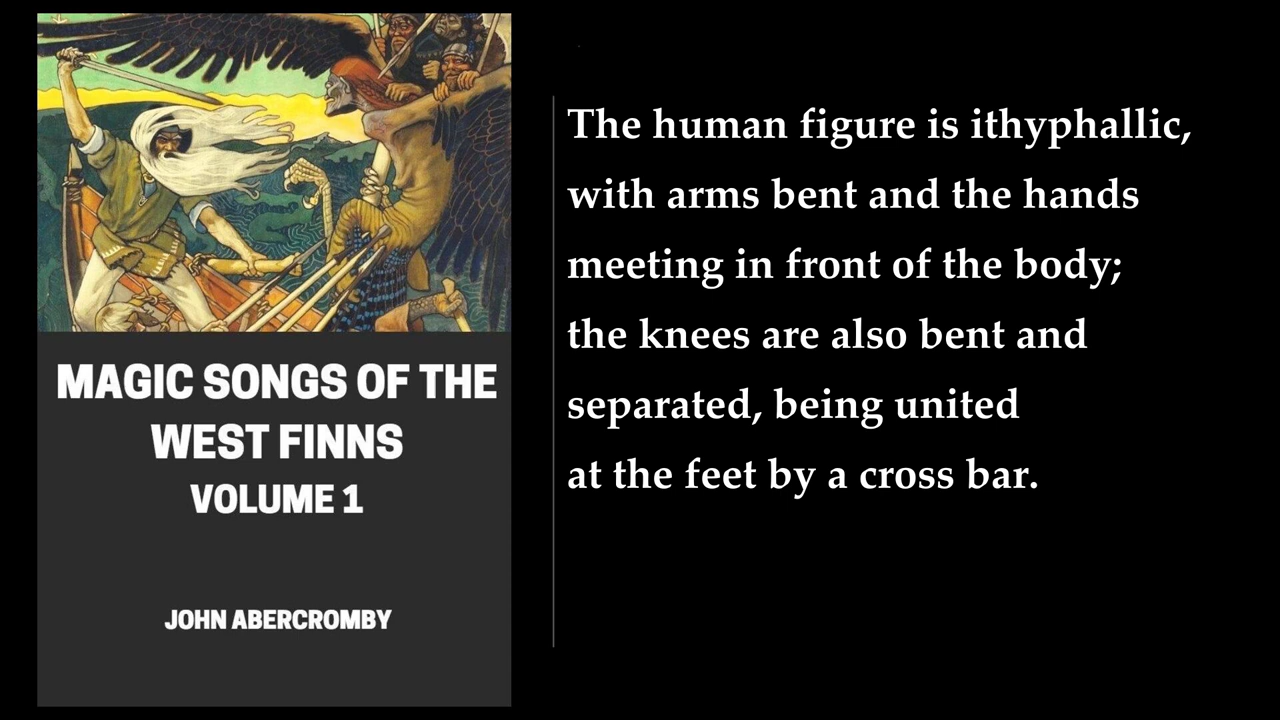 MAGIC SONGS OF THE
WEST FINNS
VOLUME 1
JOHN ABERCROMBY
The human figure is ithyphallic,
with arms bent and the hands
meeting in front of the body;
the knees are also bent and
separated, being united
at the feet by a cross bar.